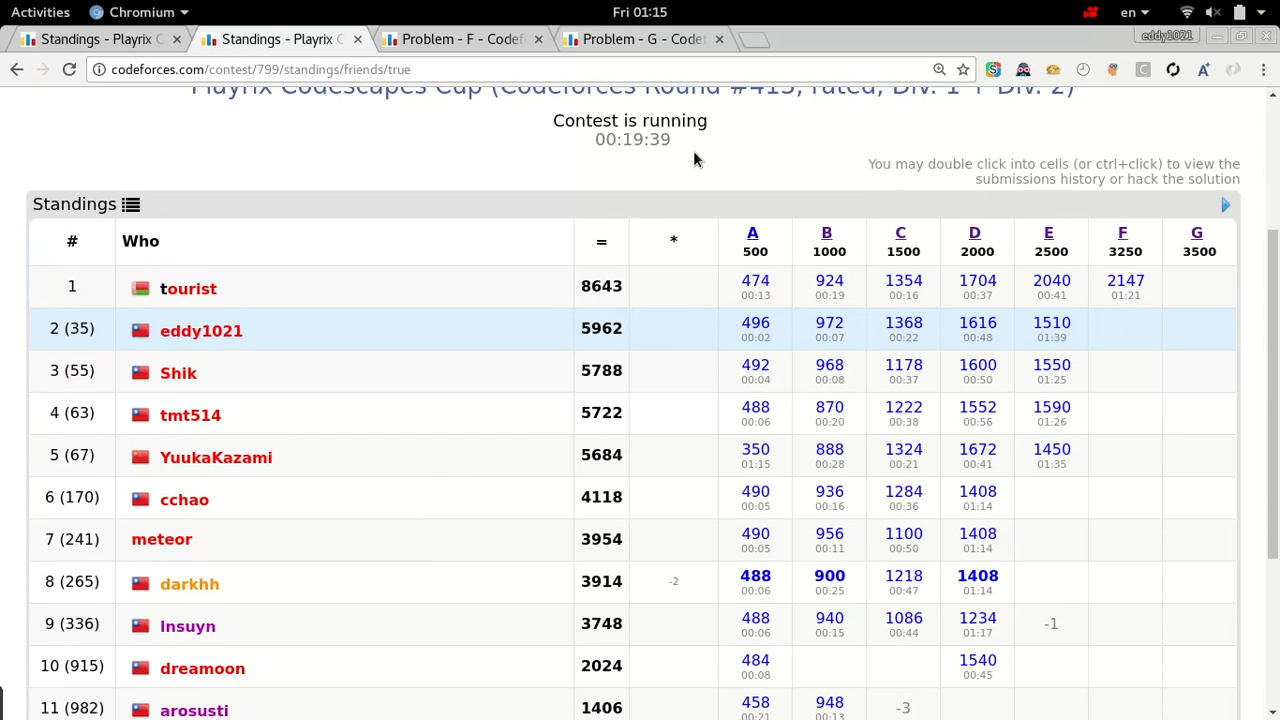 Activities Chromium Fri 01:15 en
Standings - Playrix C Standings - Playrix C Problem - F - Codef Problem - G - Codef eddy1021
codeforces.com/contest/799/standings/friends/true
Playrix Codescapes Cup (Codeforces Round #413, rated, Div. 1 + Div. 2)
Contest is running
00:19:39
You may double click into cells (or ctrl+click) to view the
submissions history or hack the solution
Standings
# Who = * A B C D E F G
500 1000 1500 2000 2500 3250 3500
1 tourist 8643 474 924 1354 1704 2040 2147
00:13 00:19 00:16 00:37 00:41 01:21
2 (35) eddy1021 5962 496 972 1368 1616 1510
00:02 00:07 00:22 00:48 01:39
3 (55) Shik 5788 492 968 1178 1600 1550
00:04 00:08 00:37 00:50 01:25
4 (63) tmt514 5722 488 870 1222 1552 1590
00:06 00:20 00:38 00:56 01:26
5 (67) YuukaKazami 5684 350 888 1324 1672 1450
01:15 00:28 00:21 00:41 01:35
6 (170) cchao 4118 490 936 1284 1408
00:05 00:16 00:36 01:14
7 (241) meteor 3954 490 956 1100 1408
00:05 00:11 00:50 01:14
8 (265) darkhh 3914 -2 488 900 1218 1408
00:06 00:25 00:47 01:14
9 (336) lnsuyn 3748 488 940 1086 1234 -1
00:06 00:15 00:44 01:17
10 (915) dreamoon 2024 484 1540
00:08 00:45
11 (982) arosusti 1406 458 948 -3
00:21 00:13